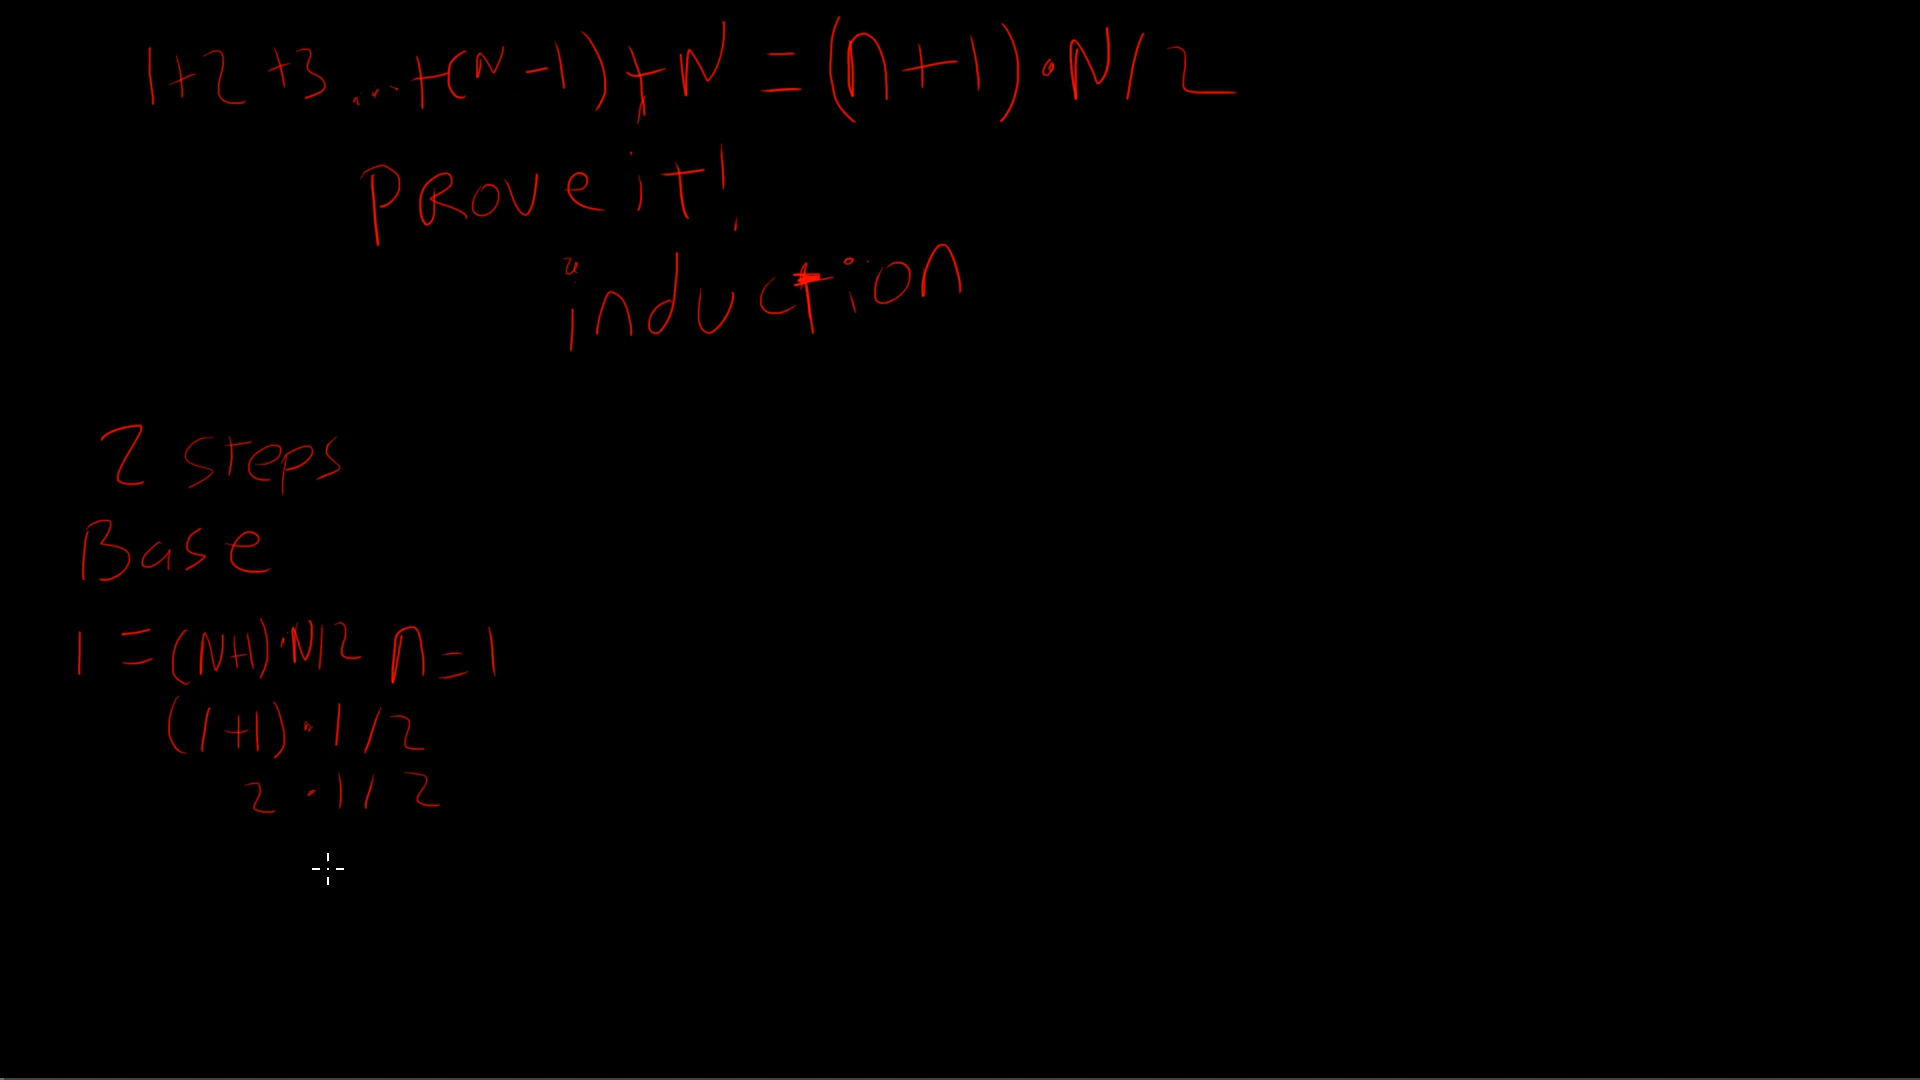 1+2+3...+(N-1)+N=(n+1)•N/2
PROVE it!
induction
2 steps
Base
1=(N+1)•N/2 n=1
(1+1)•1/2
2•1/2